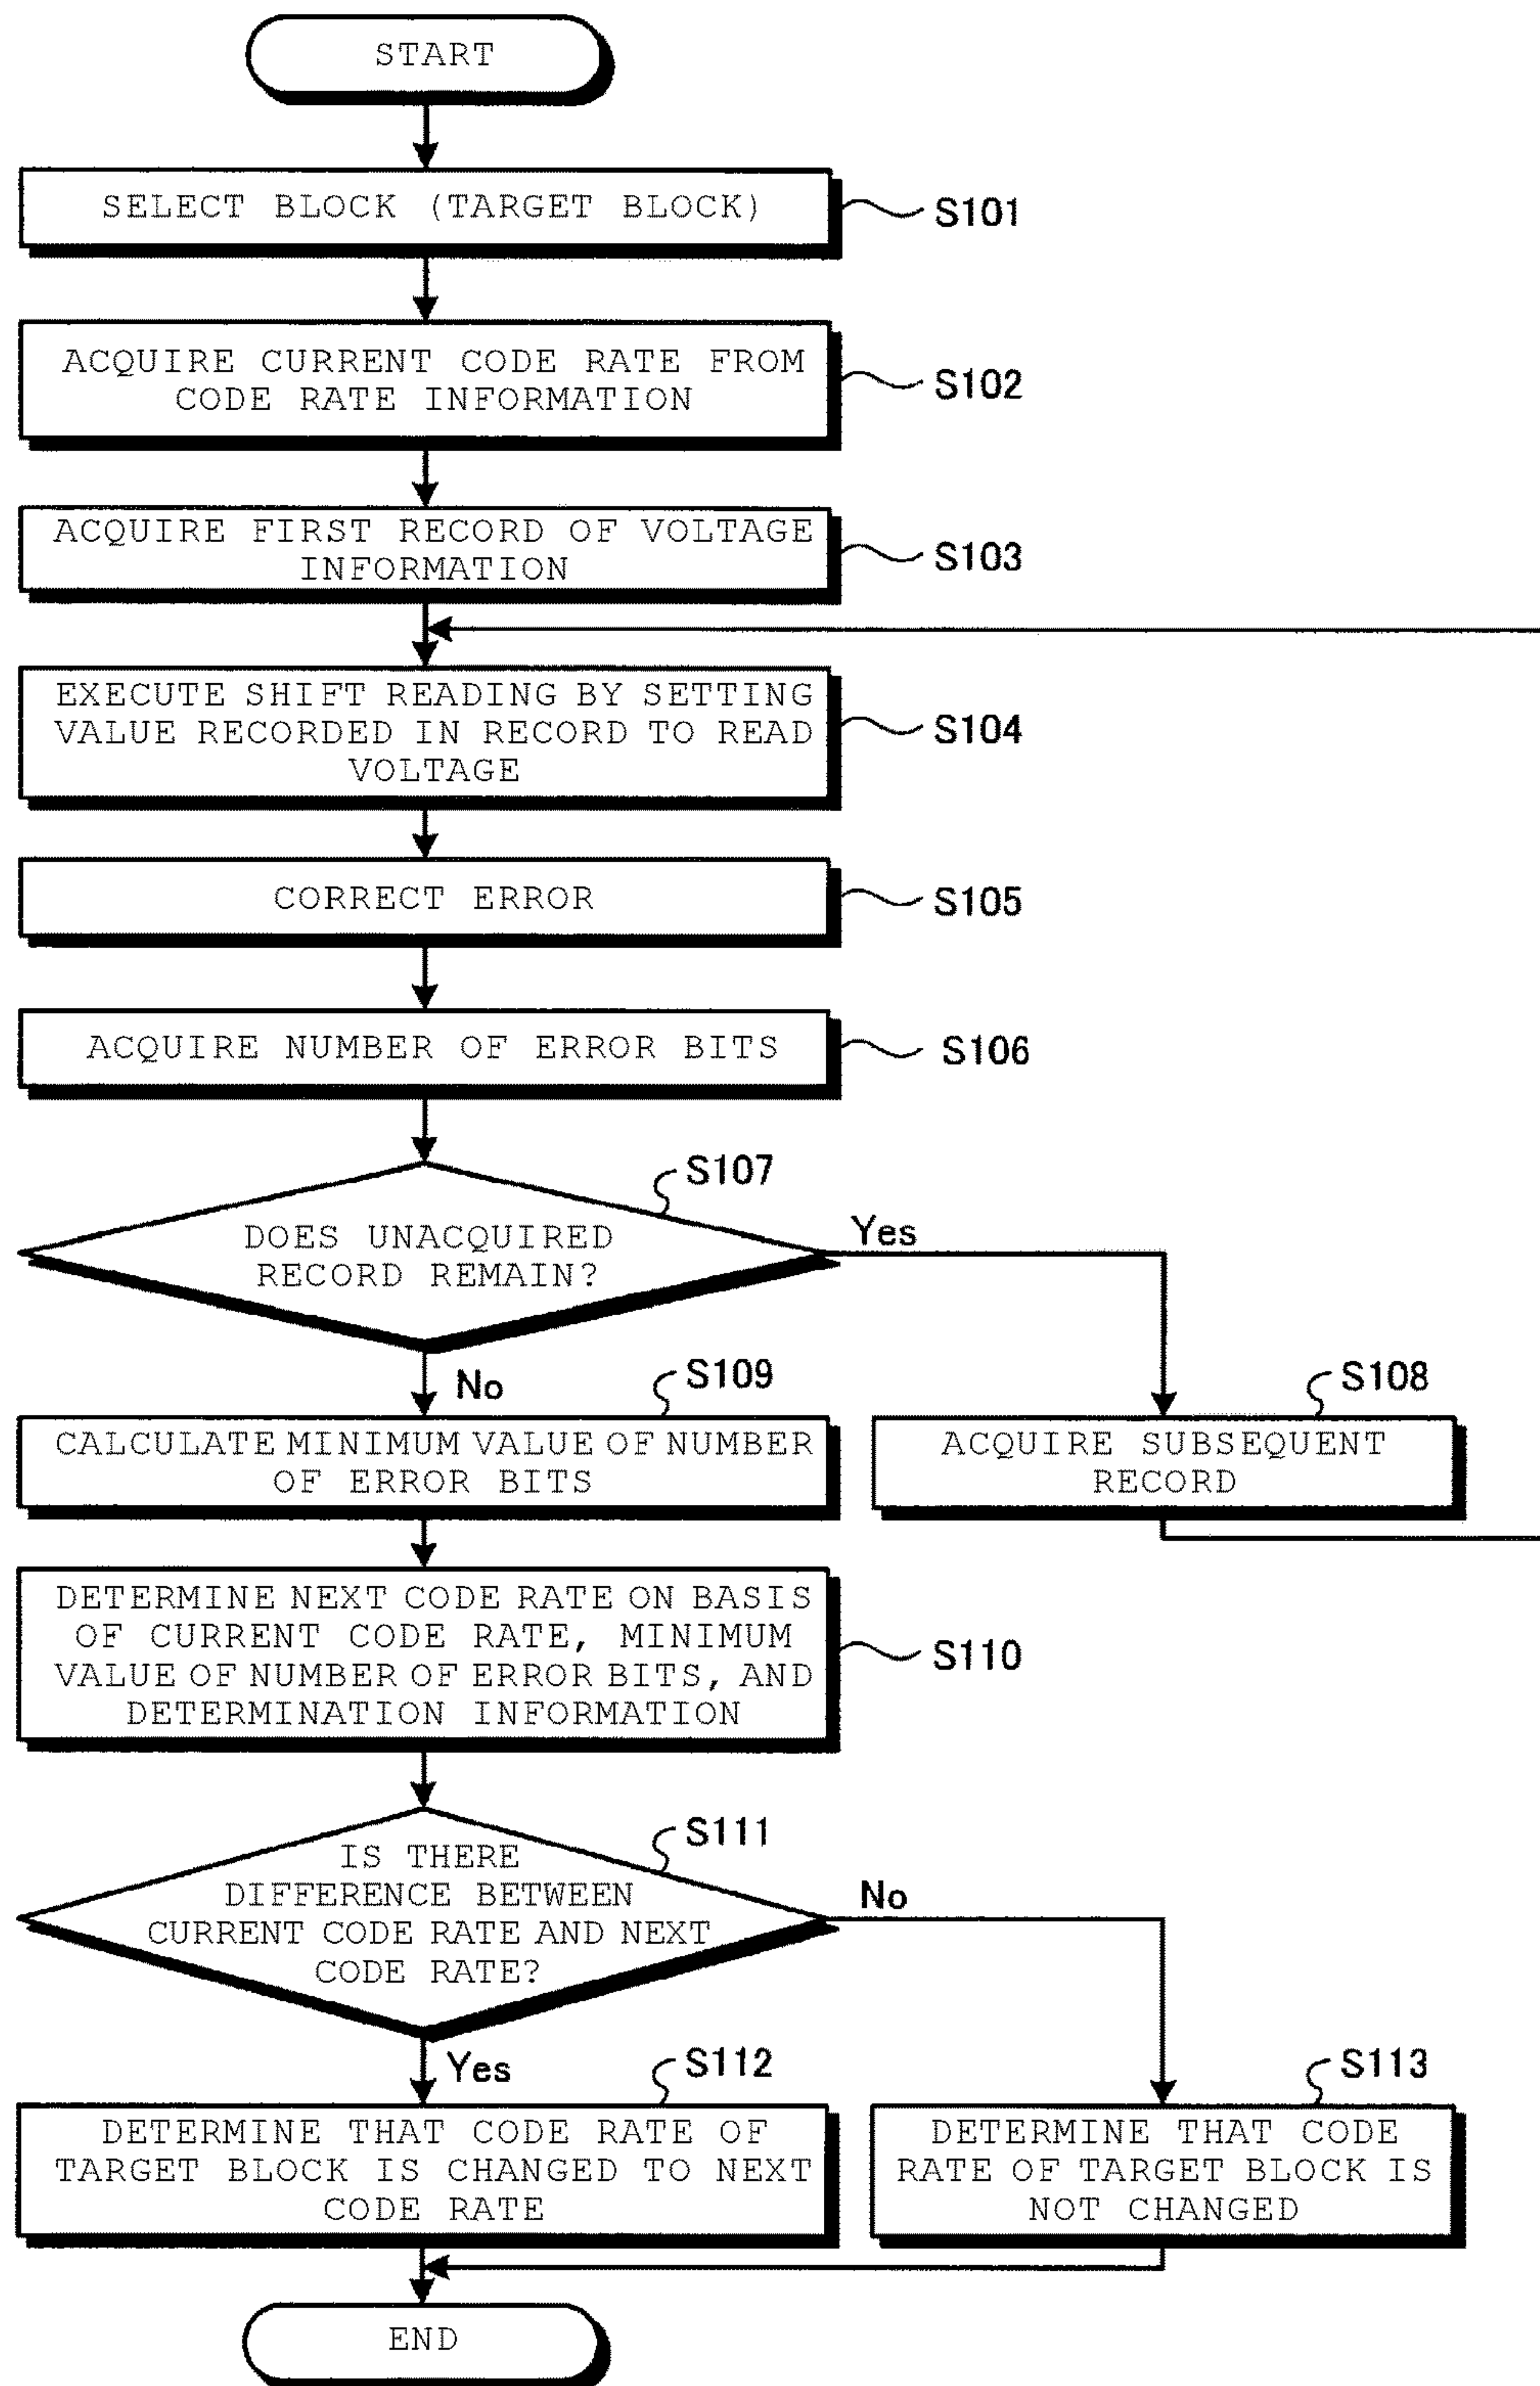 START
SELECT BLOCK (TARGET BLOCK)
S101
ACQUIRE CURRENT CODE RATE FROM
CODE RATE INFORMATION
S102
ACQUIRE FIRST RECORD OF VOLTAGE
INFORMATION
S103
EXECUTE SHIFT READING BY SETTING
VALUE RECORDED IN RECORD TO READ
VOLTAGE
S104
CORRECT ERROR
S105
ACQUIRE NUMBER OF ERROR BITS
S106
S107
DOES UNACQUIRED
RECORD REMAIN?
Yes
No
S109
CALCULATE MINIMUM VALUE OF NUMBER
OF ERROR BITS
S108
ACQUIRE SUBSEQUENT
RECORD
DETERMINE NEXT CODE RATE ON BASIS
OF CURRENT CODE RATE, MINIMUM
VALUE OF NUMBER OF ERROR BITS, AND
DETERMINATION INFORMATION
S110
S111
IS THERE
DIFFERENCE BETWEEN
CURRENT CODE RATE AND NEXT
CODE RATE?
No
Yes
S112
DETERMINE THAT CODE RATE OF
TARGET BLOCK IS CHANGED TO NEXT
CODE RATE
S113
DETERMINE THAT CODE
RATE OF TARGET BLOCK IS
NOT CHANGED
END